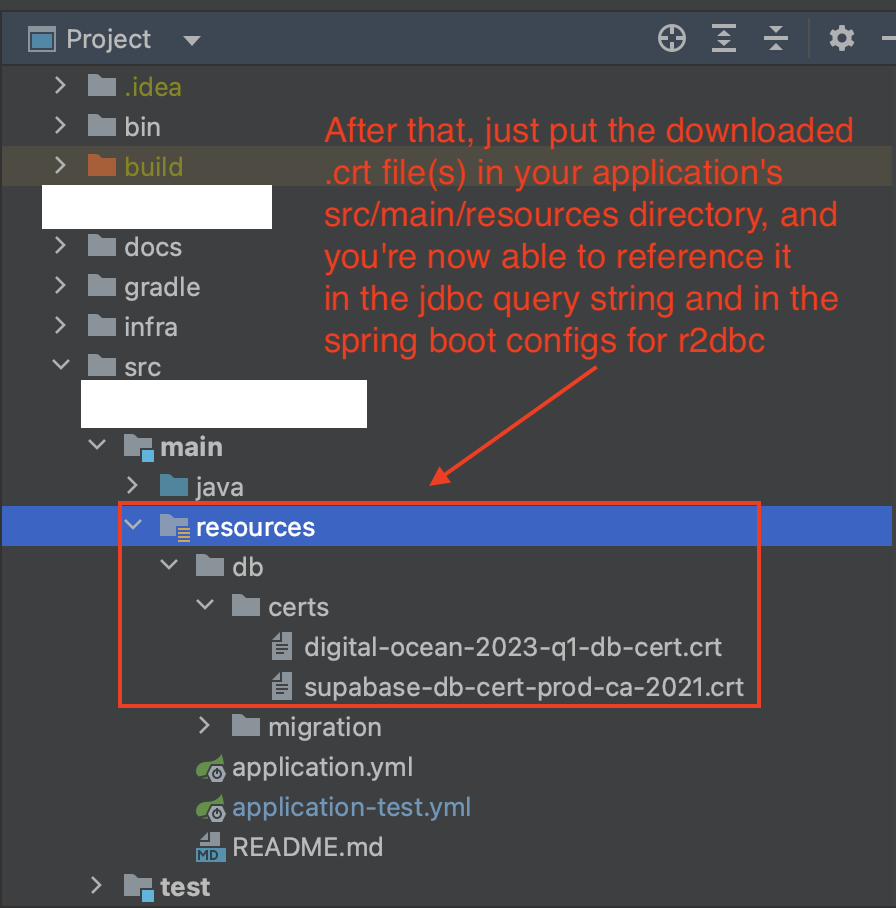 Project
.idea
bin
build
After that, just put the downloaded
.crt file(s) in your application's
src/main/resources directory, and
you're now able to reference it
in the jdbc query string and in the
spring boot configs for r2dbc
docs
gradle
infra
src
main
java
resources
db
certs
digital-ocean-2023-q1-db-cert.crt
supabase-db-cert-prod-ca-2021.crt
migration
application.yml
application-test.yml
MD README.md
test